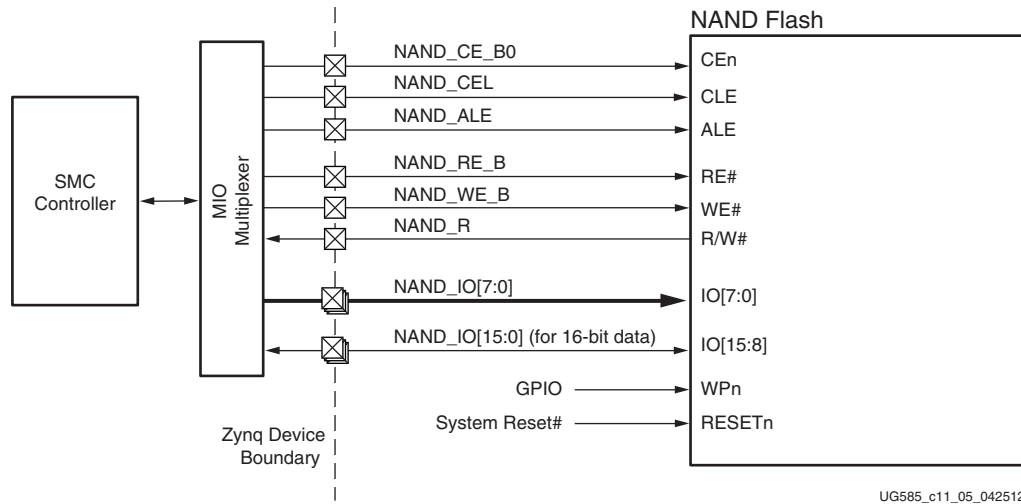 NAND Flash
NAND_CE_B0
CEn
NAND_CEL
CLE
NAND_ALE
ALE
NAND_RE_B
RE#
SMC
Controller
MIO
Multiplexer
NAND_WE_B
WE#
NAND_R
R/W#
NAND_IO[7:0]
IO[7:0]
NAND_IO[15:0] (for 16-bit data)
IO[15:8]
GPIO
WPn
System Reset#
RESETn
Zynq Device
Boundary
UG585_c11_05_042512